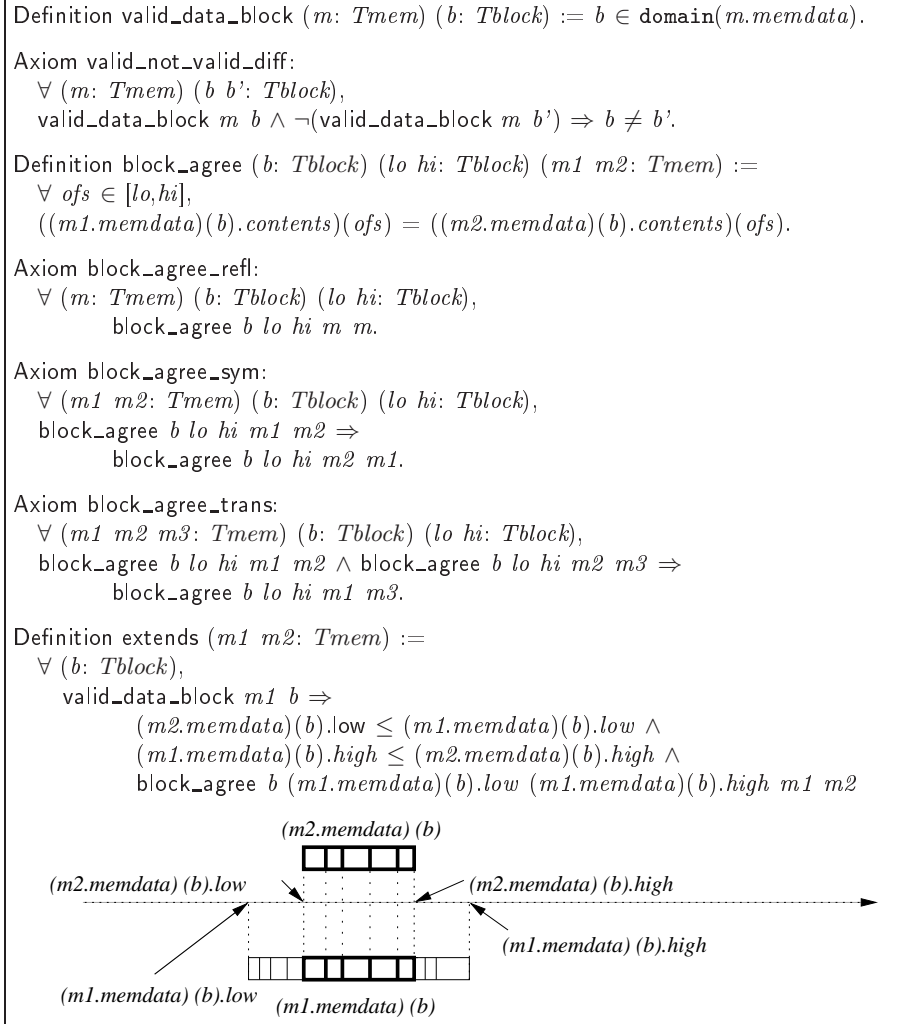 Definition valid_data_block (m: Tmem) (b: Tblock) := b ∈ domain(m.memdata).
Axiom valid_not_valid_diff:
∀ (m: Tmem) (b b': Tblock),
valid_data_block m b ∧ ¬(valid_data_block m b') ⇒ b ≠ b'.
Definition block_agree (b: Tblock) (lo hi: Tblock) (m1 m2: Tmem) :=
∀ ofs ∈ [lo,hi],
((m1.memdata)(b).contents)(ofs) = ((m2.memdata)(b).contents)(ofs).
Axiom block_agree_refl:
∀ (m: Tmem) (b: Tblock) (lo hi: Tblock),
block_agree b lo hi m m.
Axiom block_agree_sym:
∀ (m1 m2: Tmem) (b: Tblock) (lo hi: Tblock),
block_agree b lo hi m1 m2 ⇒
block_agree b lo hi m2 m1.
Axiom block_agree_trans:
∀ (m1 m2 m3: Tmem) (b: Tblock) (lo hi: Tblock),
block_agree b lo hi m1 m2 ∧ block_agree b lo hi m2 m3 ⇒
block_agree b lo hi m1 m3.
Definition extends (m1 m2: Tmem) :=
∀ (b: Tblock),
valid_data_block m1 b ⇒
(m2.memdata)(b).low ≤ (m1.memdata)(b).low ∧
(m1.memdata)(b).high ≤ (m2.memdata)(b).high ∧
block_agree b (m1.memdata)(b).low (m1.memdata)(b).high m1 m2
(m2.memdata) (b)
(m2.memdata) (b).low
(m2.memdata) (b).high
(m1.memdata) (b).high
(m1.memdata) (b).low
(m1.memdata) (b)